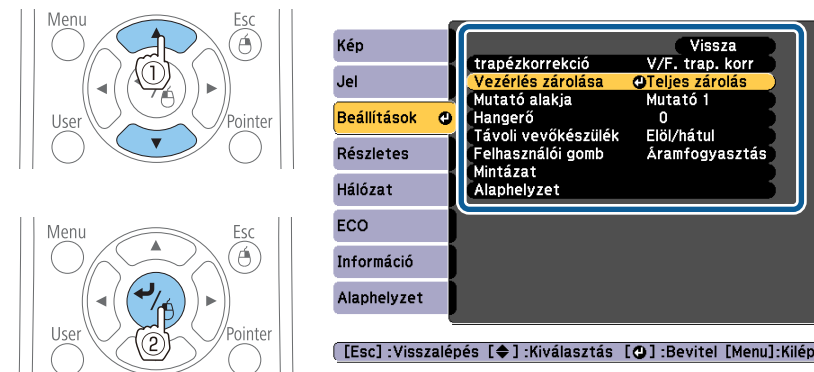 Menu
Esc
①
User
Pointer
Menu
Esc
User
②
Pointer
Kép
Jel
Beállítások
Részletes
Hálózat
ECO
Információ
Alaphelyzet
Vissza
trapézkorrekció V/F. trap. korr
Vezérlés zárolása Teljes zárolás
Mutató alakja Mutató 1
Hangerő 0
Távoli vevőkészülék Elöl/hátul
Felhasználói gomb Áramfogyasztás
Mintázat
Alaphelyzet
[Esc] :Visszalépés [◆] :Kiválasztás [⏎] :Bevitel [Menu]:Kilép